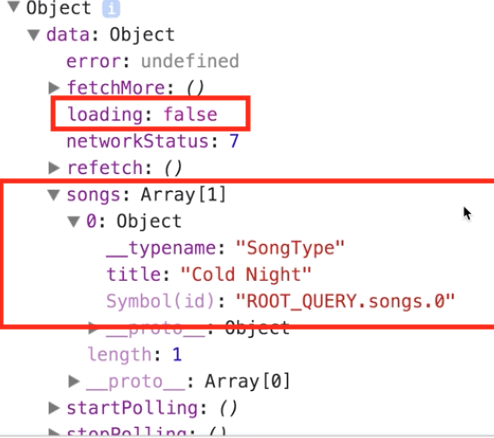 Object i
data: Object
error: undefined
fetchMore: ()
loading: false
networkStatus: 7
refetch: ()
songs: Array[1]
0: Object
__typename: "SongType"
title: "Cold Night"
Symbol(id): "ROOT_QUERY.songs.0"
__proto__: Object
length: 1
__proto__: Array[0]
startPolling: ()
stopPolling: ()